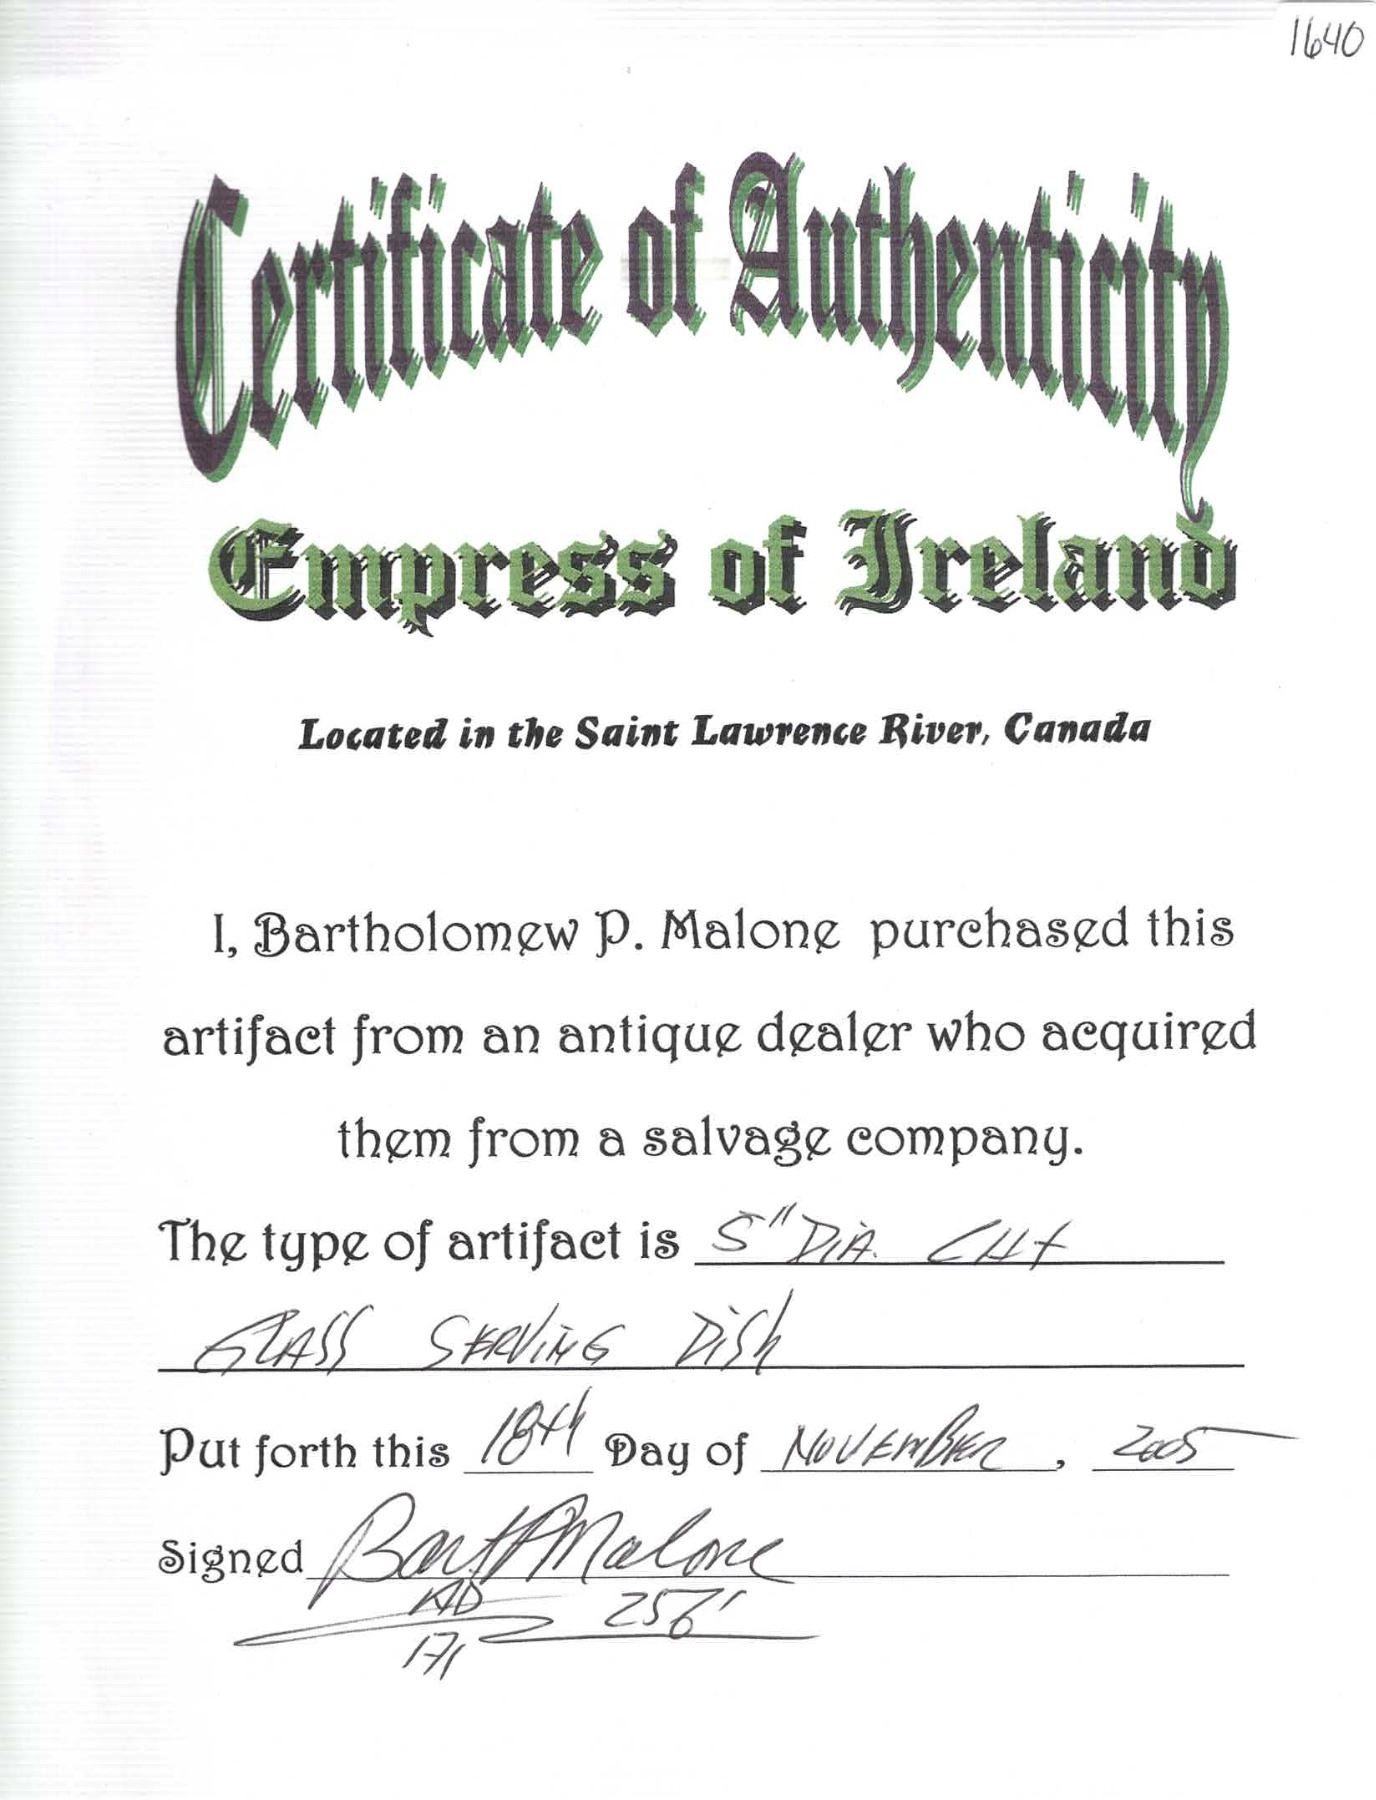 1640
Certificate of Authenticity
Empress of Ireland
Located in the Saint Lawrence River, Canada
I, Bartholomew P. Malone purchased this
artifact from an antique dealer who acquired
them from a salvage company.
The type of artifact is 5" DIA. CUT
GLASS SERVING DISH
Put forth this 18th Day of NOVEMBER, 2005
Signed Bart P Malone
171